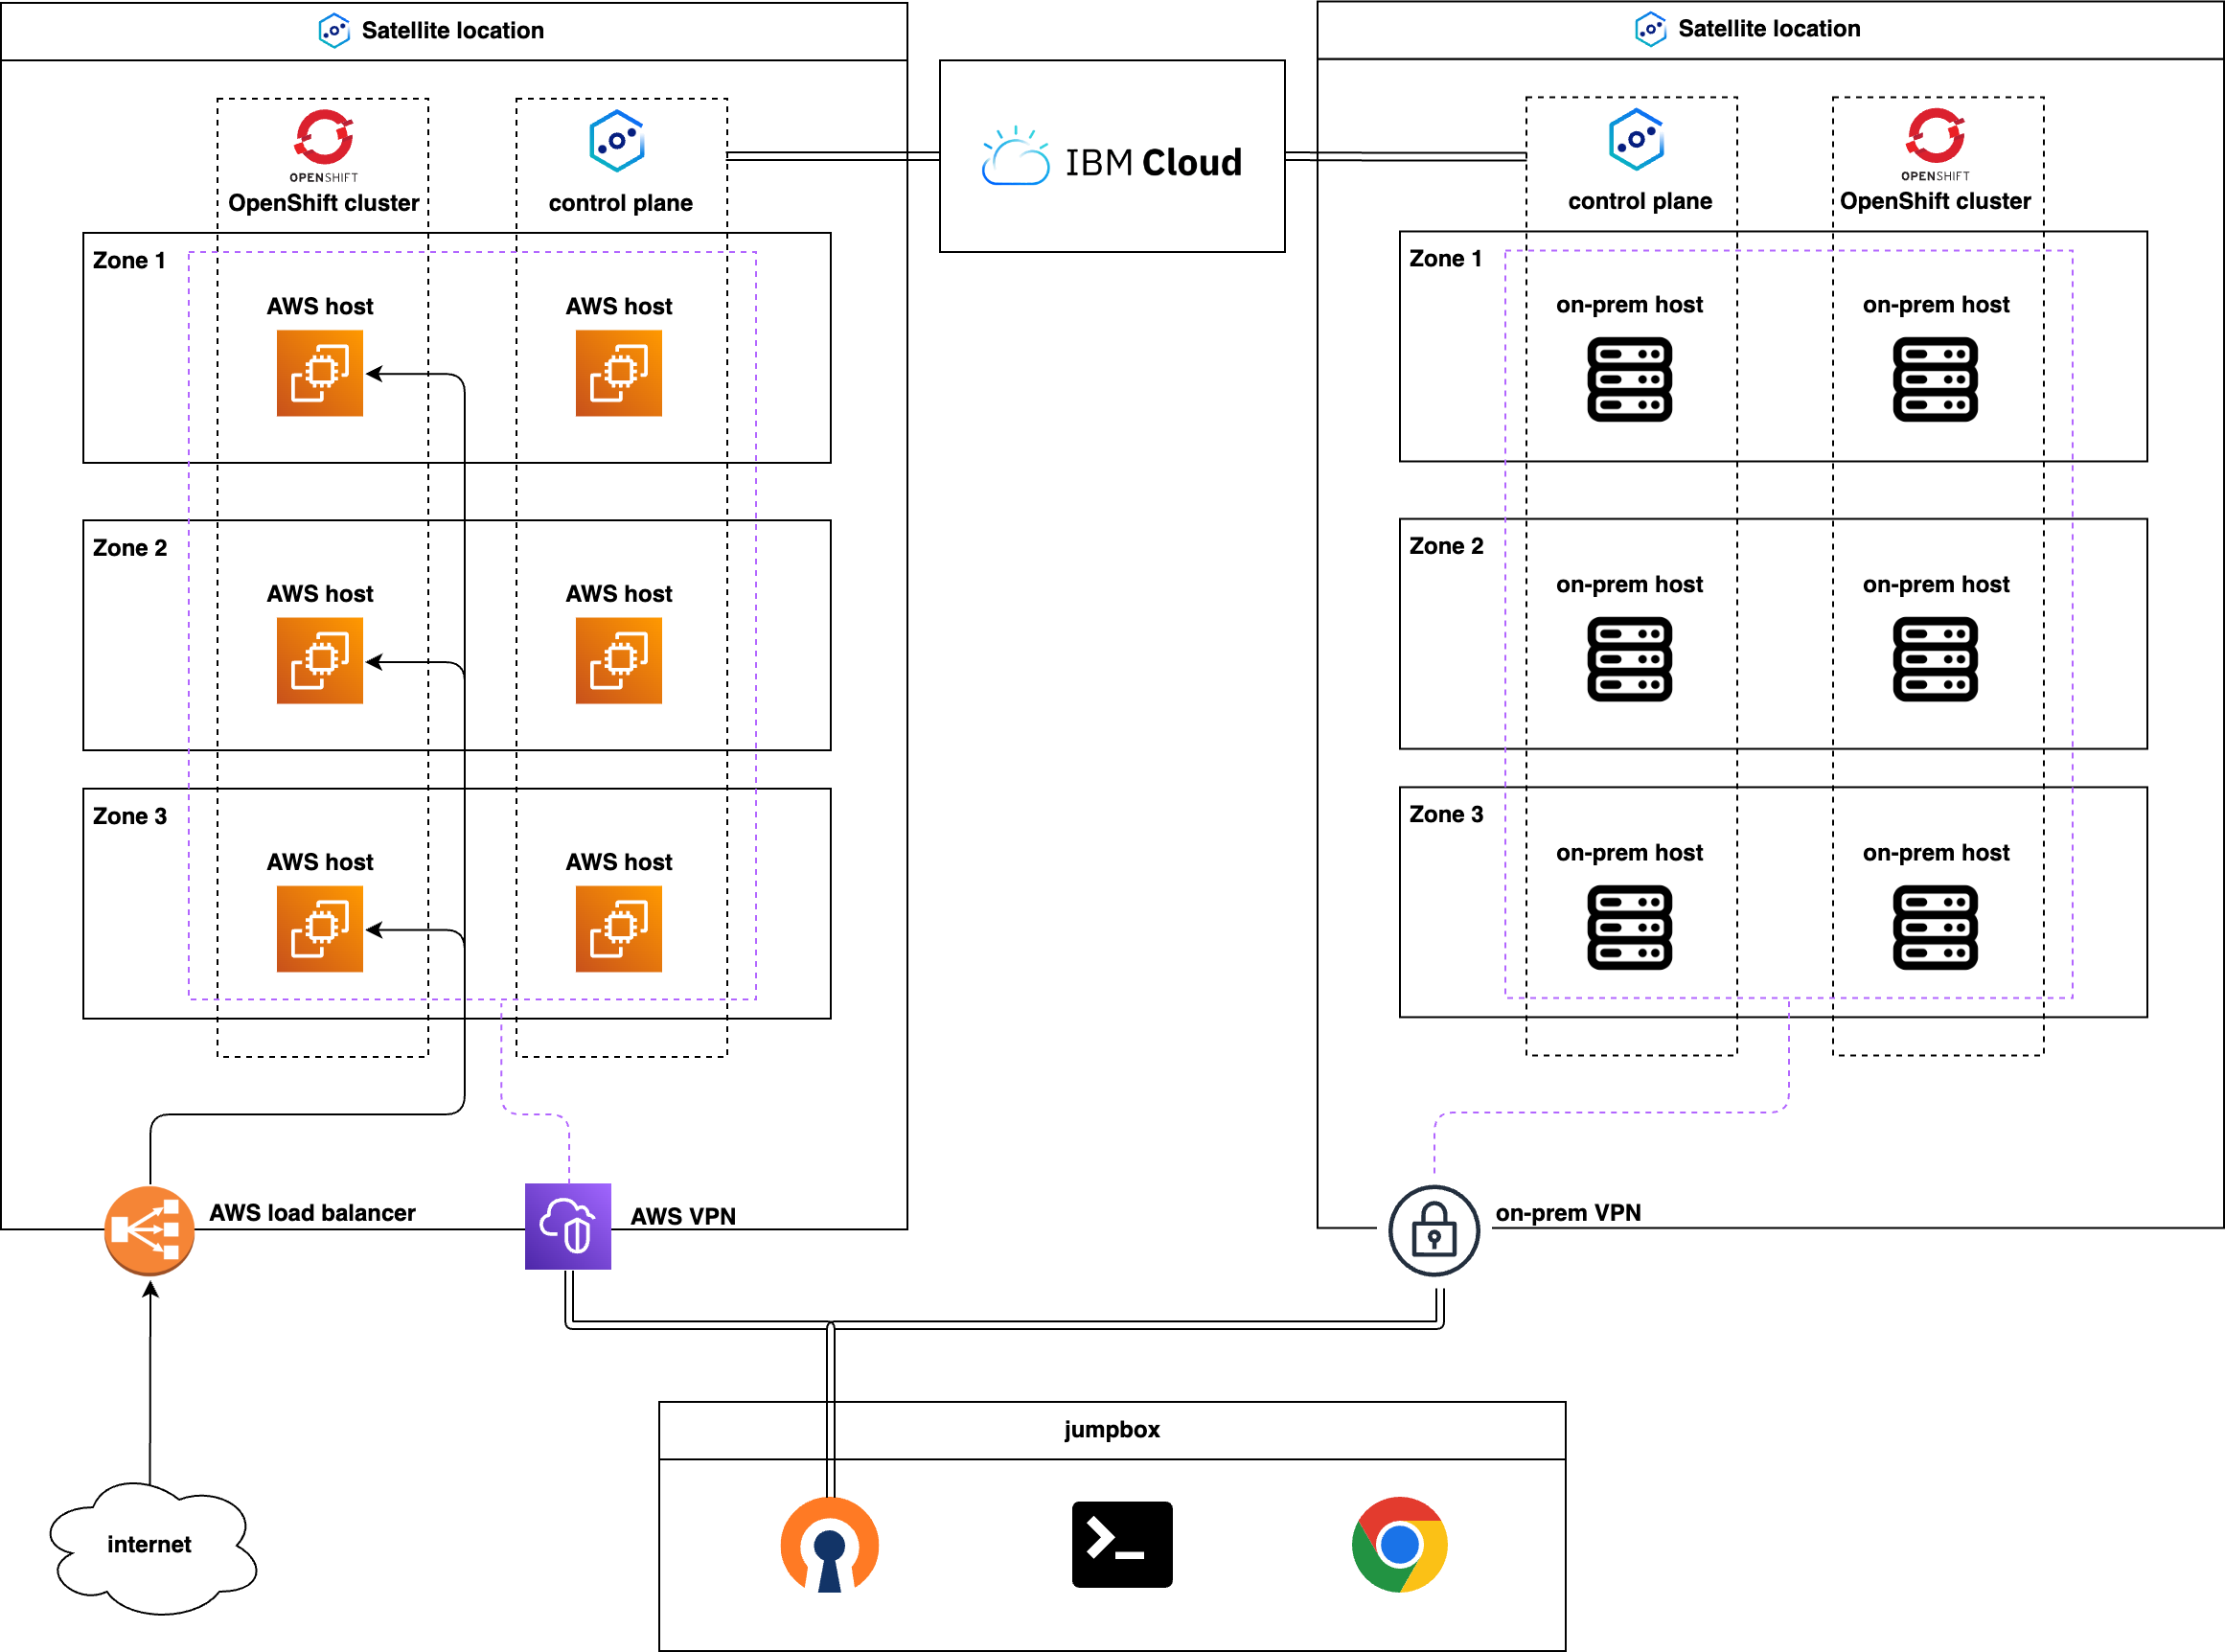 Satellite location
OPENSHIFT
OpenShift cluster
control plane
Zone 1
AWS host
AWS host
Zone 2
AWS host
AWS host
Zone 3
AWS host
AWS host
AWS load balancer
AWS VPN
IBM Cloud
Satellite location
control plane
OPENSHIFT
OpenShift cluster
Zone 1
on-prem host
on-prem host
Zone 2
on-prem host
on-prem host
Zone 3
on-prem host
on-prem host
on-prem VPN
internet
jumpbox